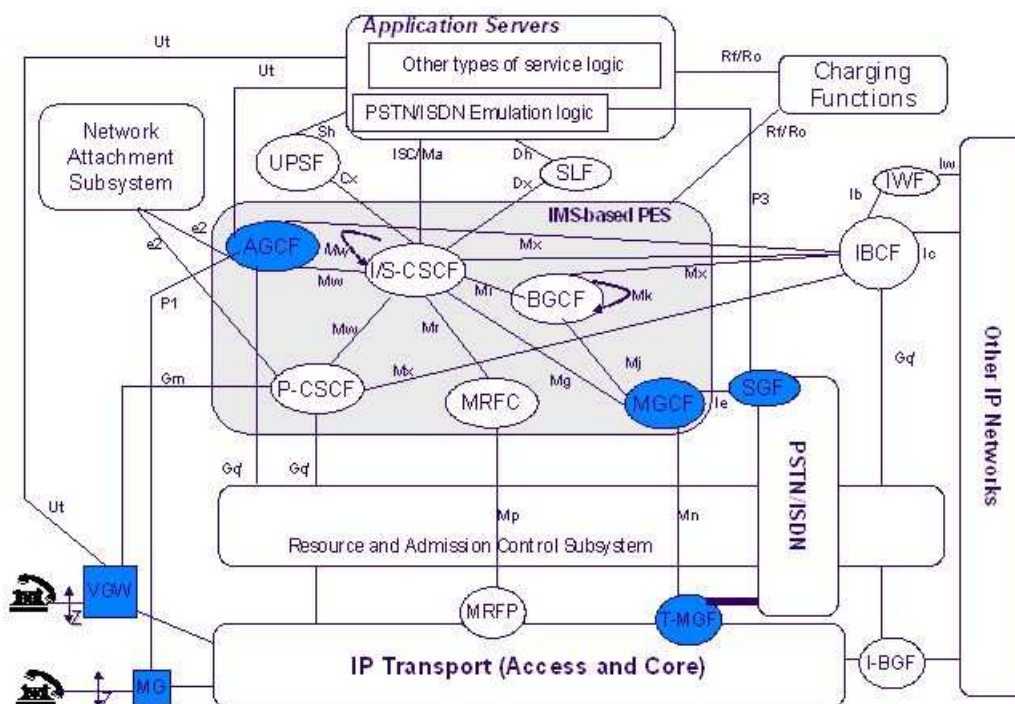 Application Servers
Ut
Ut
Other types of service logic
Rf/Ro
Charging
Functions
PSTN/ISDN Emulation logic
Network
Attachment
Subsystem
Sh
ISC/Ma
Dh
Rf/Ro
UPSF
SLF
Iw
IWF
Cx
Dx
P3
Ib
IMS-based PES
e2
e2
AGCF
Mw
I/S-CSCF
Mx
IBCF
Ic
Mw
Mi
BGCF
Mk
Mx
P1
Mw
Mr
Mj
Gq'
Other IP Networks
Gm
P-CSCF
Mx
MRFC
Mg
MGCF
Ie
SGF
PSTN/ISDN
Gq'
Gq'
Ut
Mp
Mn
Resource and Admission Control Subsystem
VGW
Z
MRFP
T-MGF
IP Transport (Access and Core)
I-BGF
MG